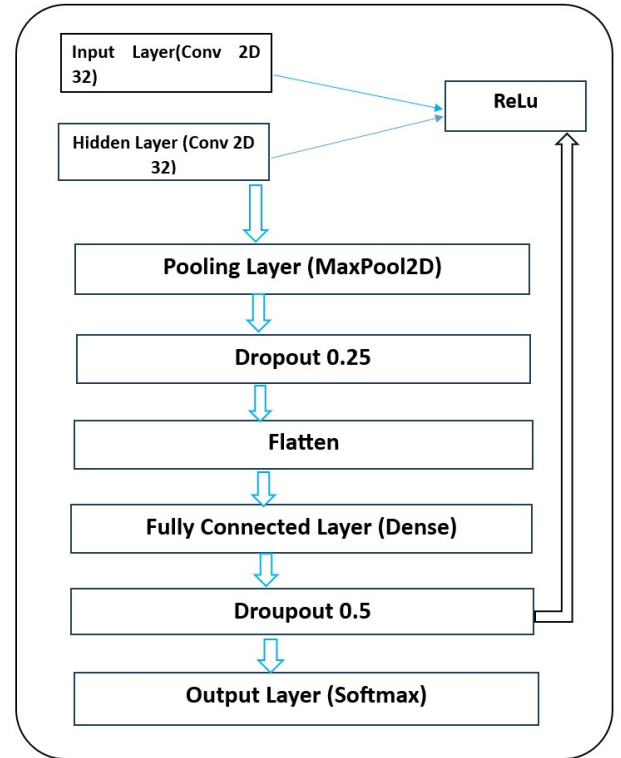 Input Layer(Conv 2D
32)
ReLu
Hidden Layer (Conv 2D
32)
Pooling Layer (MaxPool2D)
Dropout 0.25
Flatten
Fully Connected Layer (Dense)
Droupout 0.5
Output Layer (Softmax)